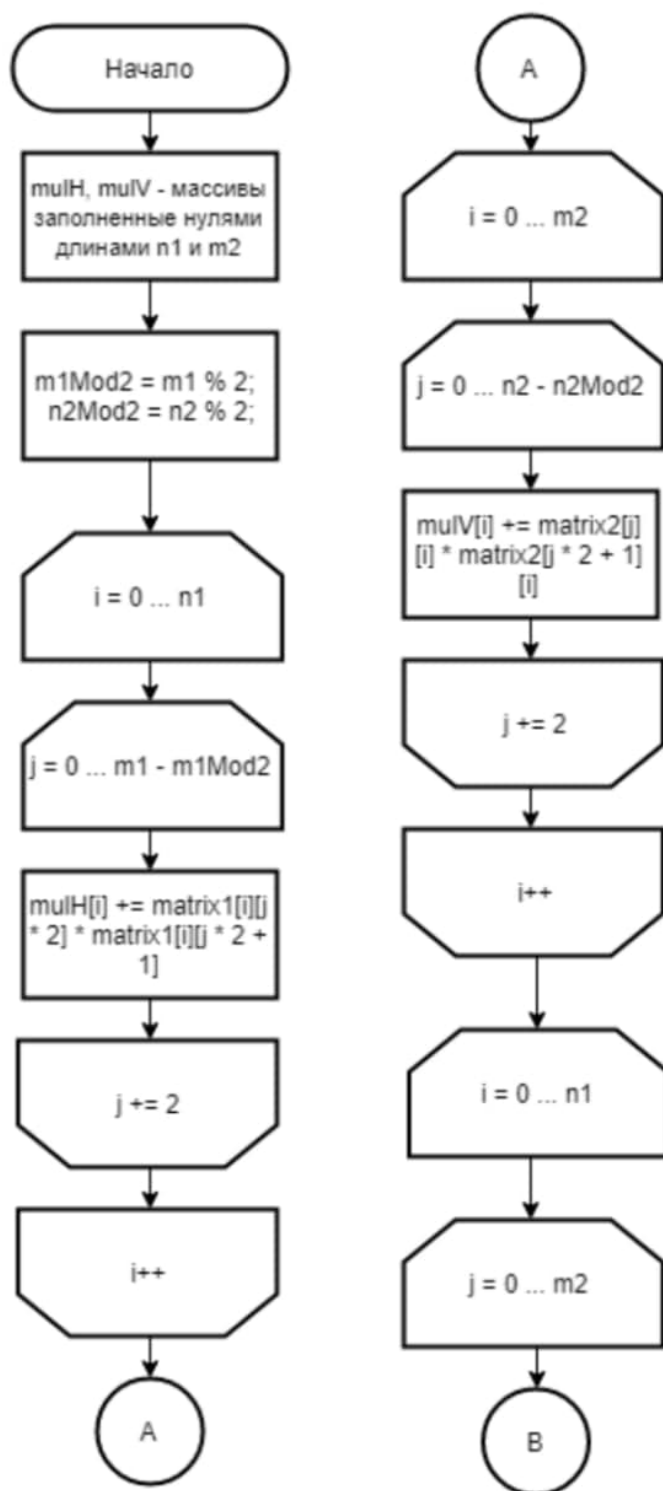 Начало
mulH, mulV - массивы
заполненные нулями
длинами n1 и m2
m1Mod2 = m1 % 2;
n2Mod2 = n2 % 2;
i = 0 ... n1
j = 0 ... m1 - m1Mod2
mulH[i] += matrix1[i][j
* 2] * matrix1[i][j * 2 +
1]
j += 2
i++
A
A
i = 0 ... m2
j = 0 ... n2 - n2Mod2
mulV[i] += matrix2[j]
[i] * matrix2[j * 2 + 1]
[i]
j += 2
i++
i = 0 ... n1
j = 0 ... m2
B